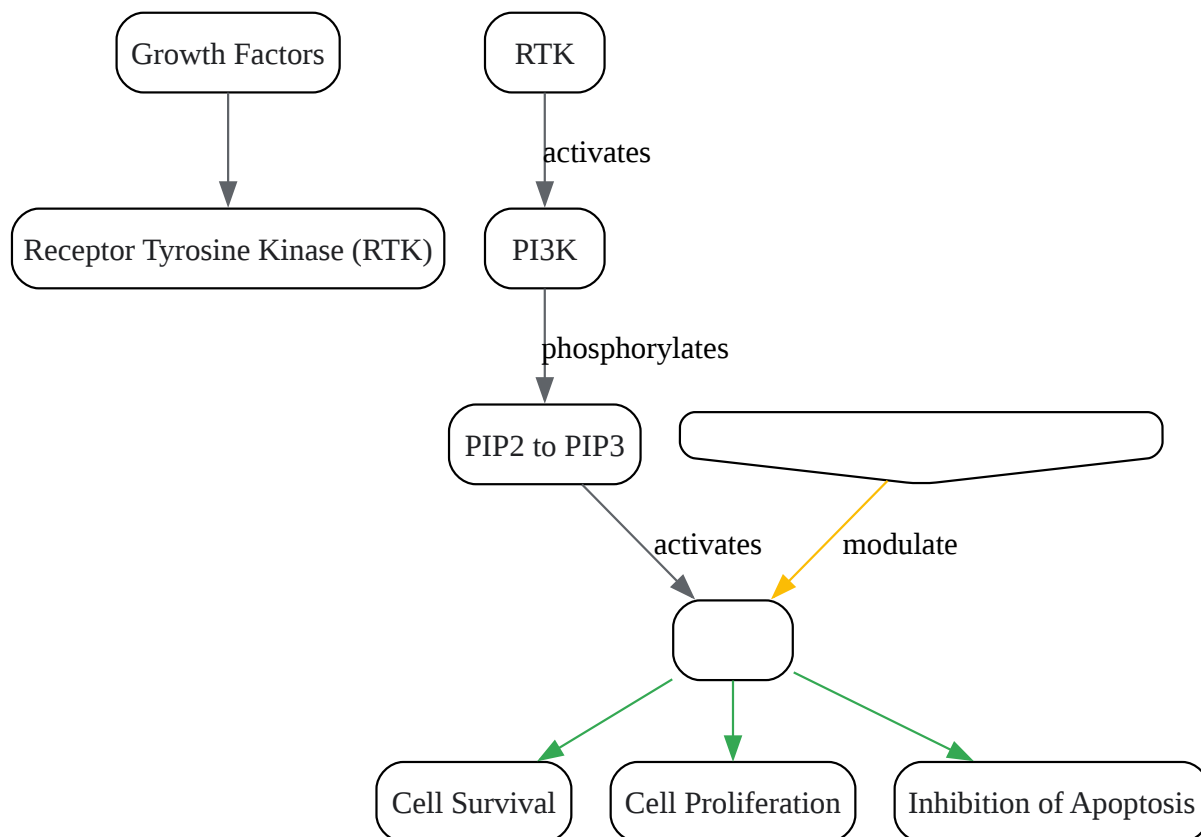 Growth Factors
RTK
activates
Receptor Tyrosine Kinase (RTK)
PI3K
phosphorylates
PIP2 to PIP3
activates
modulate
Cell Survival
Cell Proliferation
Inhibition of Apoptosis